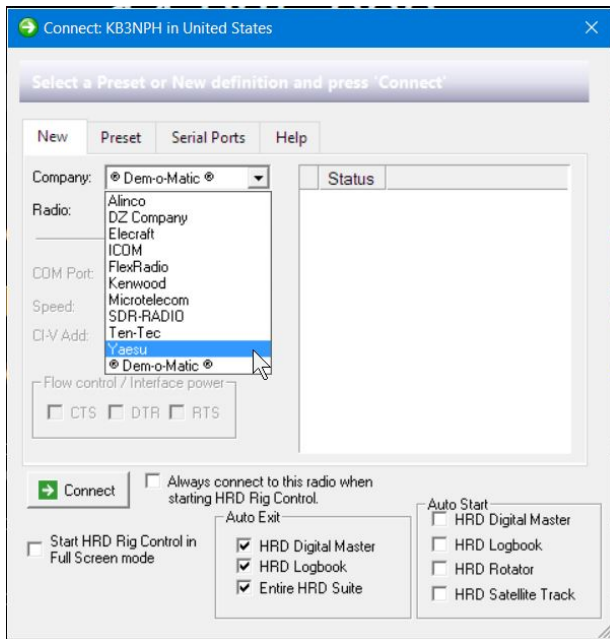 Connect: KB3NPH in United States
Select a Preset or New definition and press 'Connect'
New Preset Serial Ports Help
Company: ® Dem-o-Matic ®
Status
Radio:
Alinco
DZ Company
Elecraft
ICOM
FlexRadio
Kenwood
Microtelecom
SDR-RADIO
Ten-Tec
Yaesu
® Dem-o-Matic ®
COM Port:
Speed:
CI-V Add:
Flow control / Interface power
CTS DTR RTS
Connect
Always connect to this radio when
starting HRD Rig Control.
Start HRD Rig Control in
Full Screen mode
Auto Exit
HRD Digital Master
HRD Logbook
Entire HRD Suite
Auto Start
HRD Digital Master
HRD Logbook
HRD Rotator
HRD Satellite Track